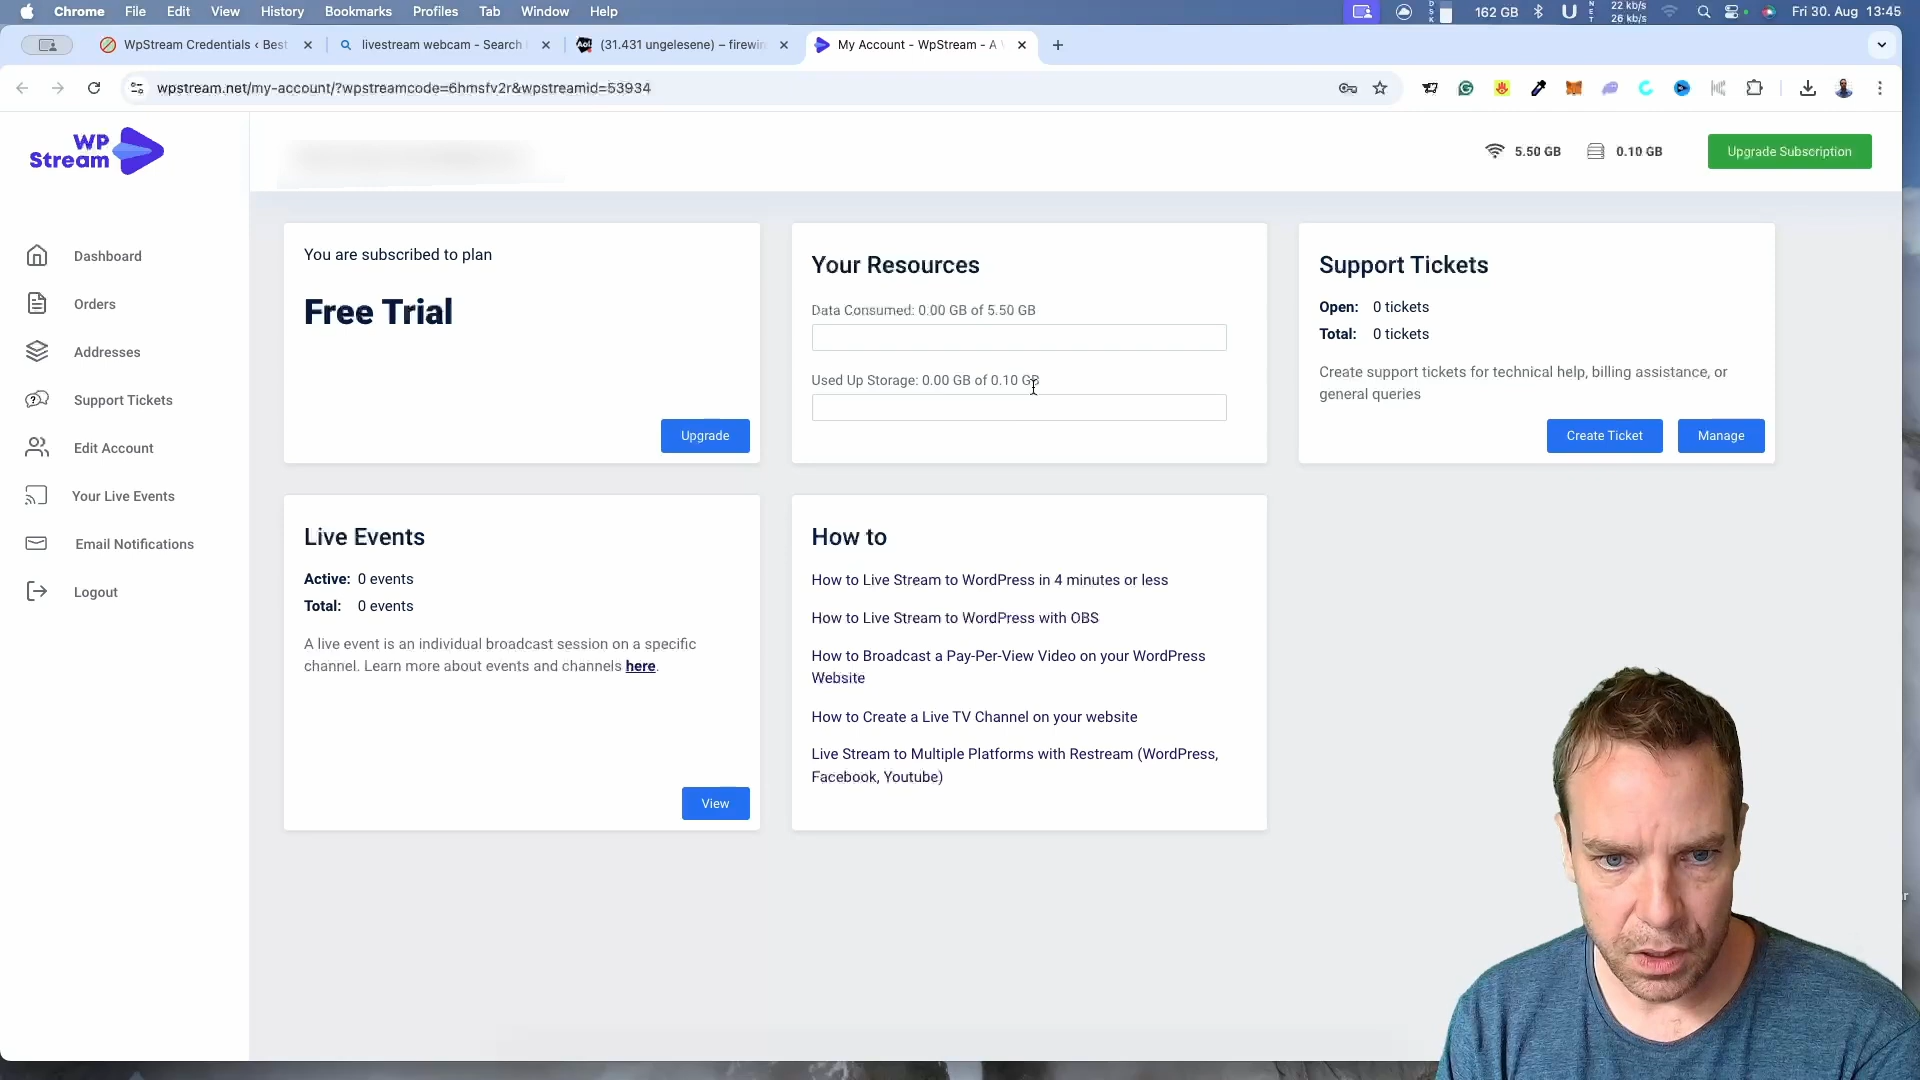 Chrome File Edit View History Bookmarks Profiles Tab Window Help
162 GB
22 kb/s
26 kb/s
Fri 30. Aug 13:45
WpStream Credentials ‹ Best
livestream webcam - Search
Aol.
(31.431 ungelesene) – firewir
My Account - WpStream - A
wpstream.net/my-account/?wpstreamcode=6hmsfv2r&wpstreamid=53934
WP
Stream
5.50 GB
0.10 GB
Upgrade Subscription
Dashboard
Orders
Addresses
Support Tickets
Edit Account
Your Live Events
Email Notifications
Logout
You are subscribed to plan
Free Trial
Upgrade
Your Resources
Data Consumed: 0.00 GB of 5.50 GB
Used Up Storage: 0.00 GB of 0.10 GB
Support Tickets
Open: 0 tickets
Total: 0 tickets
Create support tickets for technical help, billing assistance, or
general queries
Create Ticket
Manage
Live Events
Active: 0 events
Total: 0 events
A live event is an individual broadcast session on a specific
channel. Learn more about events and channels here.
View
How to
How to Live Stream to WordPress in 4 minutes or less
How to Live Stream to WordPress with OBS
How to Broadcast a Pay-Per-View Video on your WordPress
Website
How to Create a Live TV Channel on your website
Live Stream to Multiple Platforms with Restream (WordPress,
Facebook, Youtube)